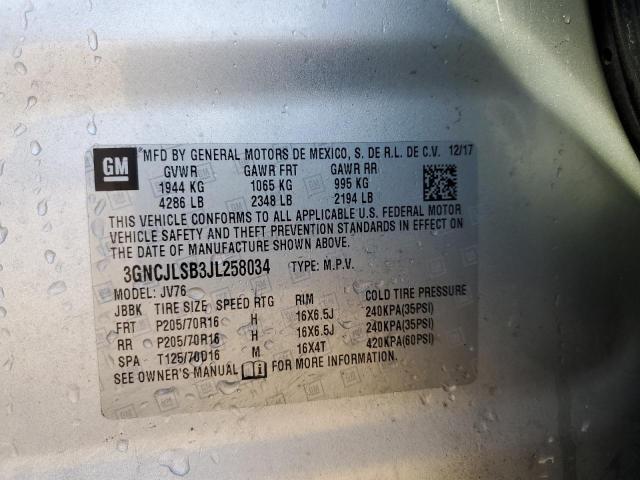 GM *MFD BY GENERAL MOTORS DE MEXICO, S. DE R.L. DE C.V. 12/17
GVWR GAWR FRT GAWR RR
1944 KG 1065 KG 995 KG
4286 LB 2348 LB 2194 LB
THIS VEHICLE CONFORMS TO ALL APPLICABLE U.S. FEDERAL MOTOR
VEHICLE SAFETY AND THEFT PREVENTION STANDARDS IN EFFECT ON
THE DATE OF MANUFACTURE SHOWN ABOVE.
3GNCJLSB3JL258034 TYPE: M.P.V.
MODEL: JV76
JBBK TIRE SIZE SPEED RTG RIM COLD TIRE PRESSURE
FRT P205/70R16 H 16X6.5J 240KPA(35PSI)
RR P205/70R16 H 16X6.5J 240KPA(35PSI)
SPA T125/70D16 M 16X4T 420KPA(60PSI)
SEE OWNER'S MANUAL FOR MORE INFORMATION.